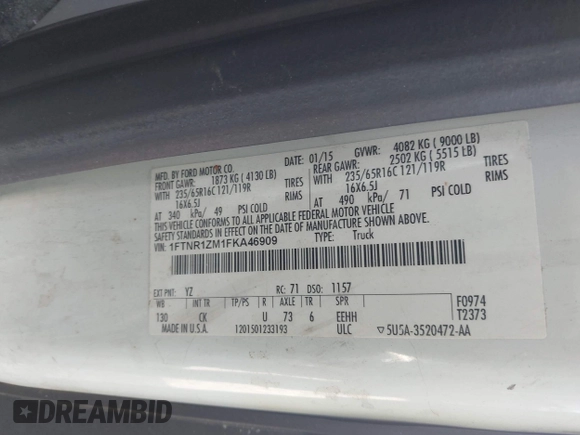 MFD. BY FORD MOTOR CO.
DATE: 01/15 GVWR: 4082 KG ( 9000 LB)
FRONT GAWR: 1873 KG ( 4130 LB) REAR GAWR: 2502 KG ( 5515 LB)
WITH 235/65R16C 121/119R TIRES WITH 235/65R16C 121/119R TIRES
16X6.5J RIMS 16X6.5J RIMS
AT 340 kPa/ 49 PSI COLD AT 490 kPa/ 71 PSI COLD
THIS VEHICLE CONFORMS TO ALL APPLICABLE FEDERAL MOTOR VEHICLE
SAFETY STANDARDS IN EFFECT ON THE DATE OF MANUFACTURE SHOWN ABOVE.
VIN: 1FTNR1ZM1FKA46909 TYPE: Truck
EXT PNT: YZ RC: 71 DSO: 1157
WB INT TR TP/PS R AXLE TR SPR F0974
130 CK U 73 6 EEHH T2373
MADE IN U.S.A. 1201501233193 ULC ▽5U5A-3520472-AA
DREAMBID